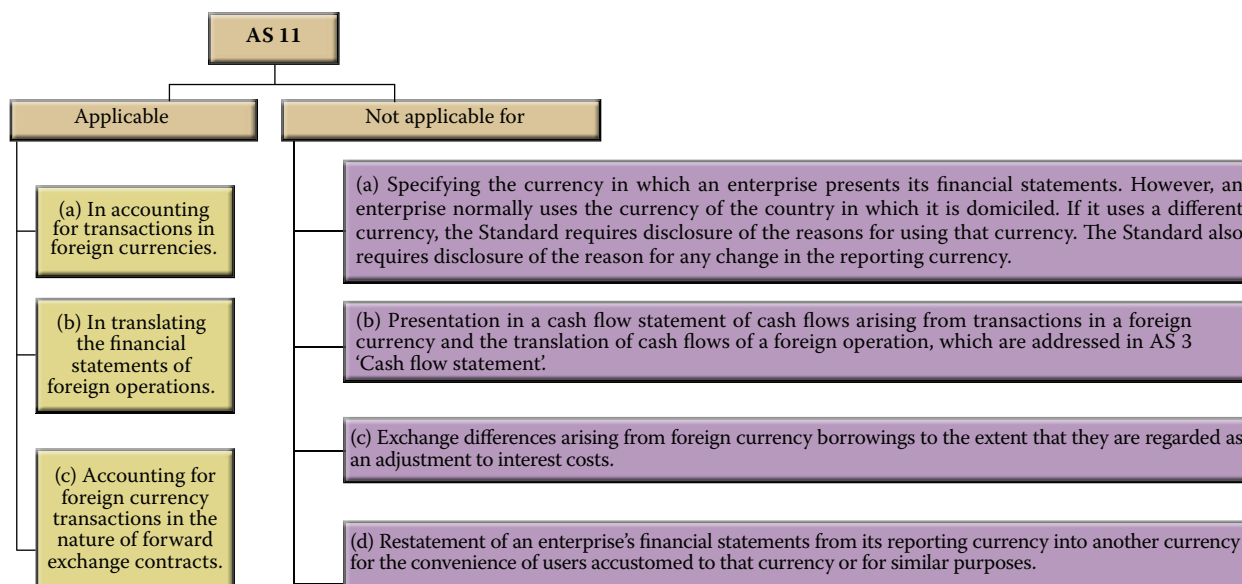 AS 11
Applicable
Not applicable for
(a) In accounting
for transactions in
foreign currencies.
(b) In translating
the financial
statements of
foreign operations.
(c) Accounting for
foreign currency
transactions in the
nature of forward
exchange contracts.
(a) Specifying the currency in which an enterprise presents its financial statements. However, an
enterprise normally uses the currency of the country in which it is domiciled. If it uses a different
currency, the Standard requires disclosure of the reasons for using that currency. The Standard also
requires disclosure of the reason for any change in the reporting currency.
(b) Presentation in a cash flow statement of cash flows arising from transactions in a foreign
currency and the translation of cash flows of a foreign operation, which are addressed in AS 3
‘Cash flow statement’.
(c) Exchange differences arising from foreign currency borrowings to the extent that they are regarded as
an adjustment to interest costs.
(d) Restatement of an enterprise’s financial statements from its reporting currency into another currency
for the convenience of users accustomed to that currency or for similar purposes.